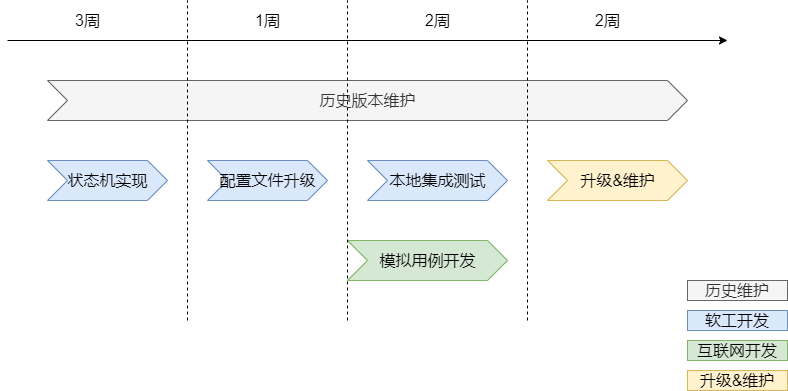 3周
1周
2周
2周
历史版本维护
状态机实现
配置文件升级
本地集成测试
升级&维护
模拟用例开发
历史维护
软工开发
互联网开发
升级&维护